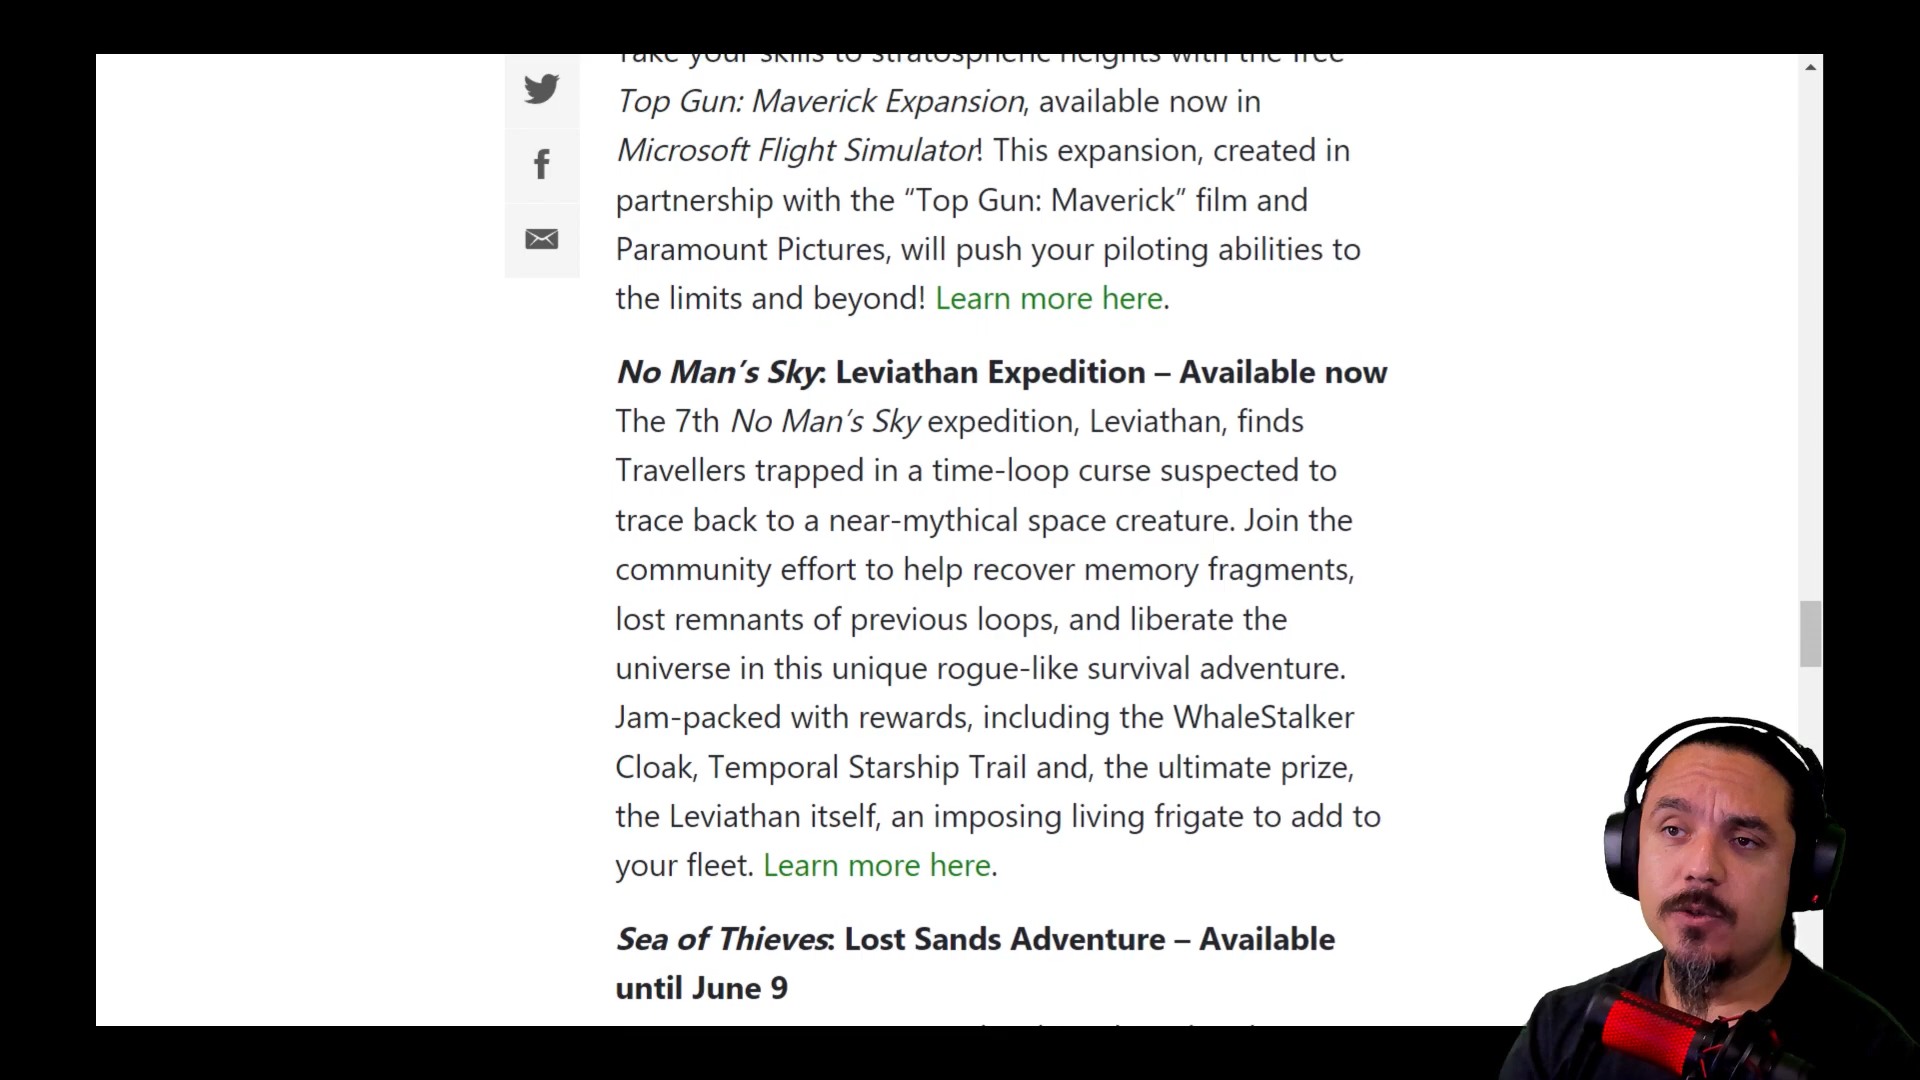 Take your skills to stratospheric heights with the free
Top Gun: Maverick Expansion, available now in
Microsoft Flight Simulator! This expansion, created in
partnership with the “Top Gun: Maverick” film and
Paramount Pictures, will push your piloting abilities to
the limits and beyond! Learn more here.
No Man’s Sky: Leviathan Expedition – Available now
The 7th No Man’s Sky expedition, Leviathan, finds
Travellers trapped in a time-loop curse suspected to
trace back to a near-mythical space creature. Join the
community effort to help recover memory fragments,
lost remnants of previous loops, and liberate the
universe in this unique rogue-like survival adventure.
Jam-packed with rewards, including the WhaleStalker
Cloak, Temporal Starship Trail and, the ultimate prize,
the Leviathan itself, an imposing living frigate to add to
your fleet. Learn more here.
Sea of Thieves: Lost Sands Adventure – Available
until June 9